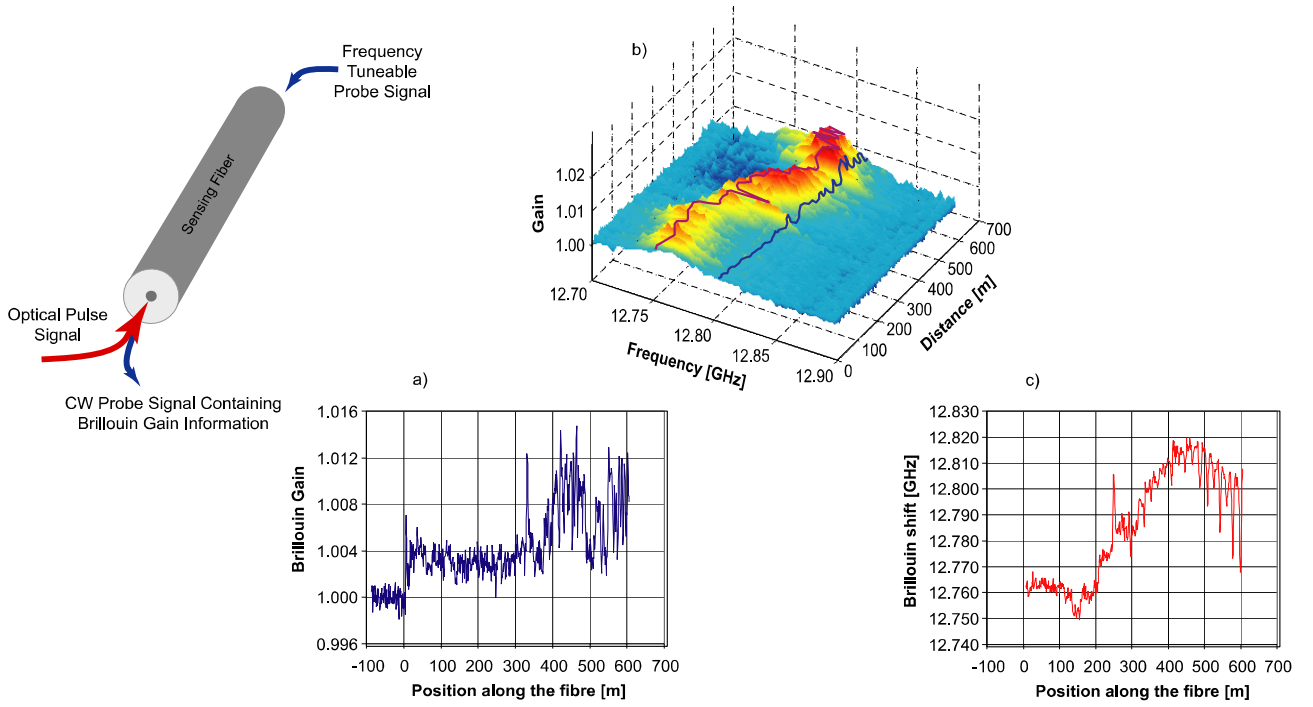 Frequency
Tuneable
Probe Signal
Sensing Fiber
Optical Pulse
Signal
CW Probe Signal Containing
Brillouin Gain Information
b)
Gain
1.02
1.01
1.00
12.70
12.75
12.80
12.85
12.90
Frequency [GHz]
0
100
200
300
400
500
600
700
Distance [m]
a)
Brillouin Gain
1.016
1.012
1.008
1.004
1.000
0.996
-100 0 100 200 300 400 500 600 700
Position along the fibre [m]
c)
Brillouin shift [GHz]
12.830
12.820
12.810
12.800
12.790
12.780
12.770
12.760
12.750
12.740
-100 0 100 200 300 400 500 600 700
Position along the fibre [m]